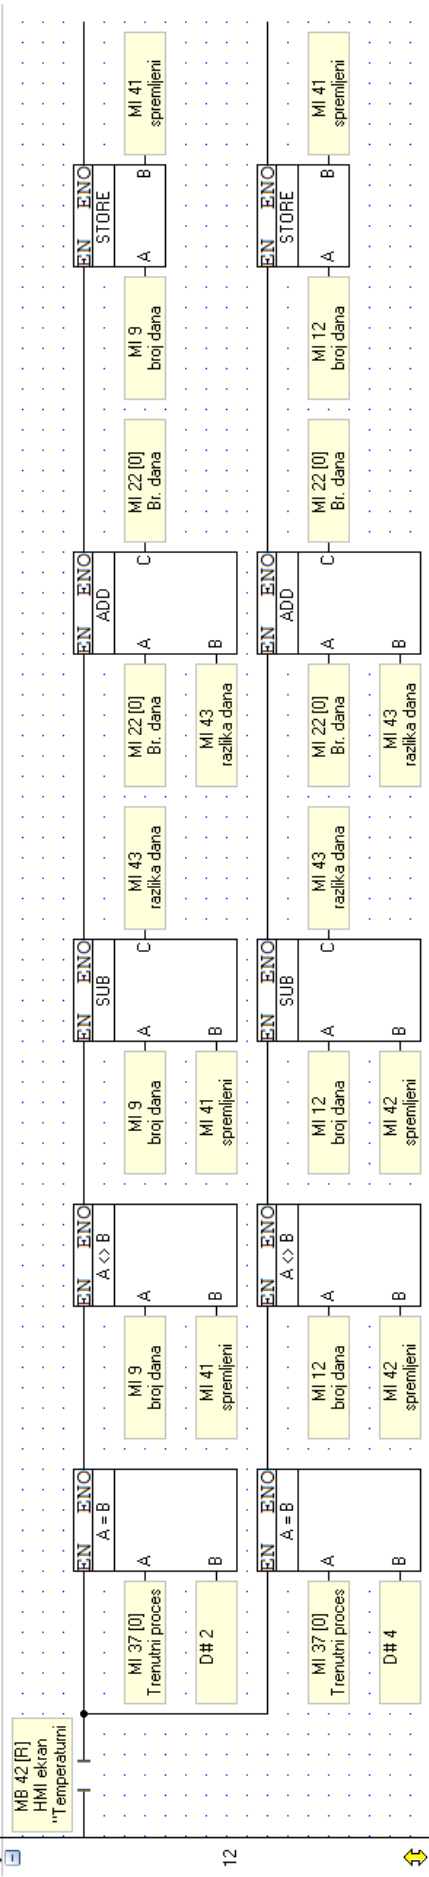 MB 42 [R]
HMI ekran
"Temperaturni
12
EN ENO
A = B
MI 37 [0]
Trenutni proces
A
D# 2
B
EN ENO
A <> B
MI 9
broj dana
A
MI 41
spremljeni
B
EN ENO
SUB
MI 9
broj dana
A
C
MI 43
razlika dana
MI 41
spremljeni
B
EN ENO
ADD
MI 22 [0]
Br. dana
A
C
MI 22 [0]
Br. dana
MI 43
razlika dana
B
EN ENO
STORE
MI 9
broj dana
A
B
MI 41
spremljeni
EN ENO
A = B
MI 37 [0]
Trenutni proces
A
D# 4
B
EN ENO
A <> B
MI 12
broj dana
A
MI 42
spremljeni
B
EN ENO
SUB
MI 12
broj dana
A
C
MI 43
razlika dana
MI 42
spremljeni
B
EN ENO
ADD
MI 22 [0]
Br. dana
A
C
MI 22 [0]
Br. dana
MI 43
razlika dana
B
EN ENO
STORE
MI 12
broj dana
A
B
MI 41
spremljeni